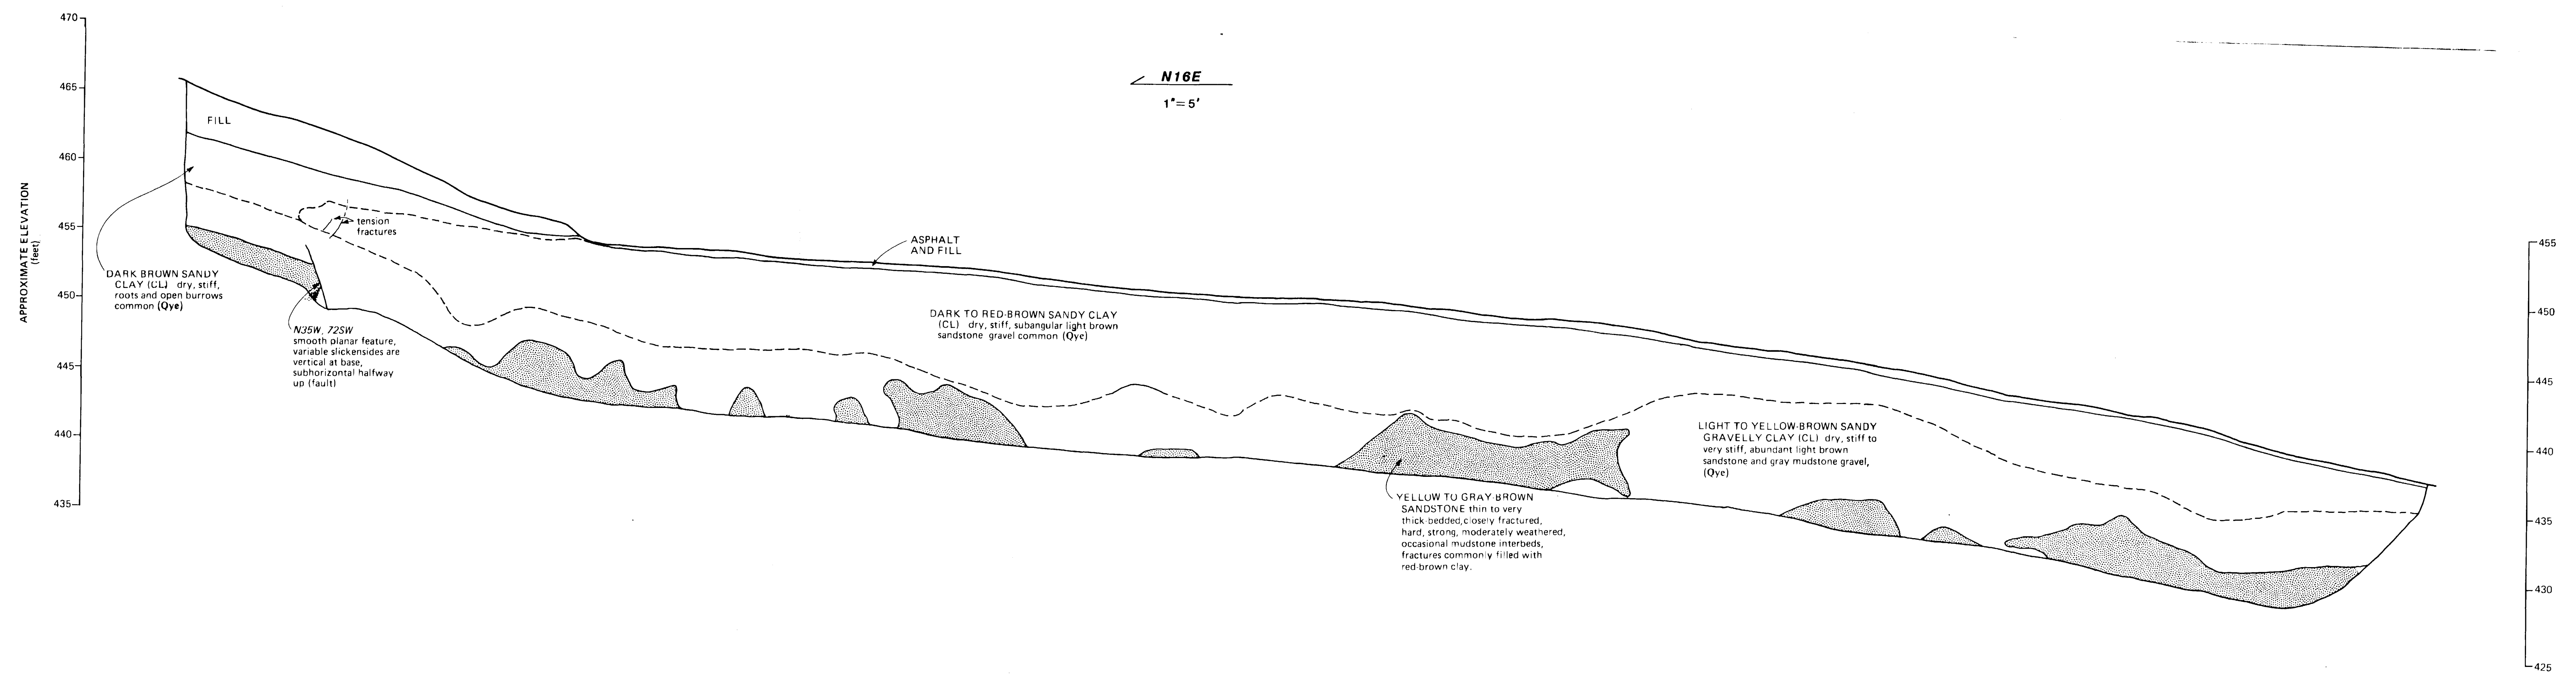 470
465
460
455
450
445
440
435
APPROXIMATE ELEVATION
(feet)
N16E
1"=5'
FILL
tension
fractures
DARK BROWN SANDY
CLAY (CL) dry, stiff,
roots and open burrows
common (Qye)
N35W, 72SW
smooth planar feature,
variable slickensides are
vertical at base,
subhorizontal halfway
up (fault)
ASPHALT
AND FILL
DARK TO RED-BROWN SANDY CLAY
(CL) dry, stiff, subangular light brown
sandstone gravel common (Qye)
YELLOW TO GRAY-BROWN
SANDSTONE thin to very
thick-bedded, closely fractured,
hard, strong, moderately weathered,
occasional mudstone interbeds,
fractures commonly filled with
red-brown clay.
LIGHT TO YELLOW-BROWN SANDY
GRAVELLY CLAY (CL) dry, stiff to
very stiff, abundant light brown
sandstone and gray mudstone gravel,
(Qye)
455
450
445
440
435
430
425